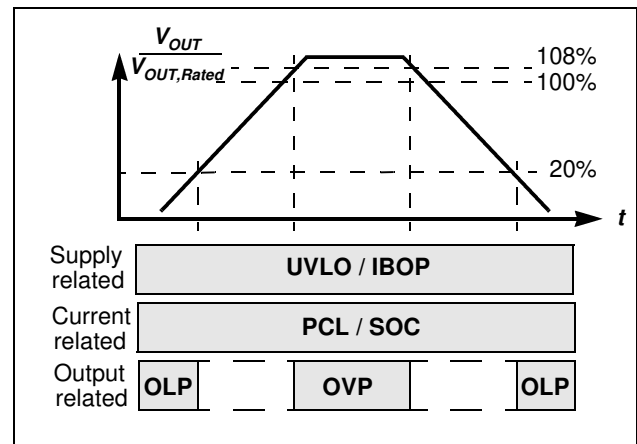 V_OUT
V_OUT,Rated
108%
100%
20%
t
Supply related
UVLO / IBOP
Current related
PCL / SOC
Output related
OLP
OVP
OLP